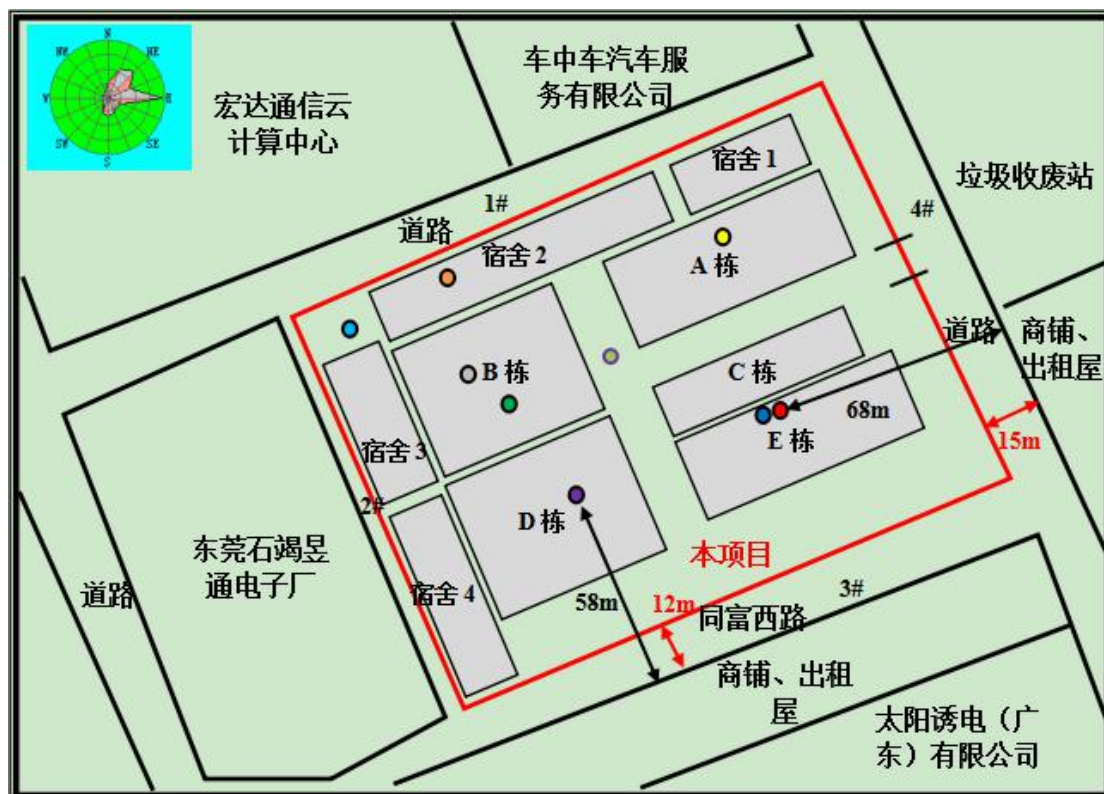 N
NW
NE
W
E
SW
SE
S
宏达通信云
计算中心
车中车汽车服
务有限公司
垃圾收废站
1#
道路
宿舍 1
4#
宿舍 2
A 栋
道路
商铺、
出租屋
B 栋
C 栋
68m
E 栋
15m
宿舍 3
2#
D 栋
东莞石竭昱
通电子厂
道路
宿舍 4
本项目
58m
12m
3#
同富西路
商铺、出租
屋
太阳诱电（广
东）有限公司